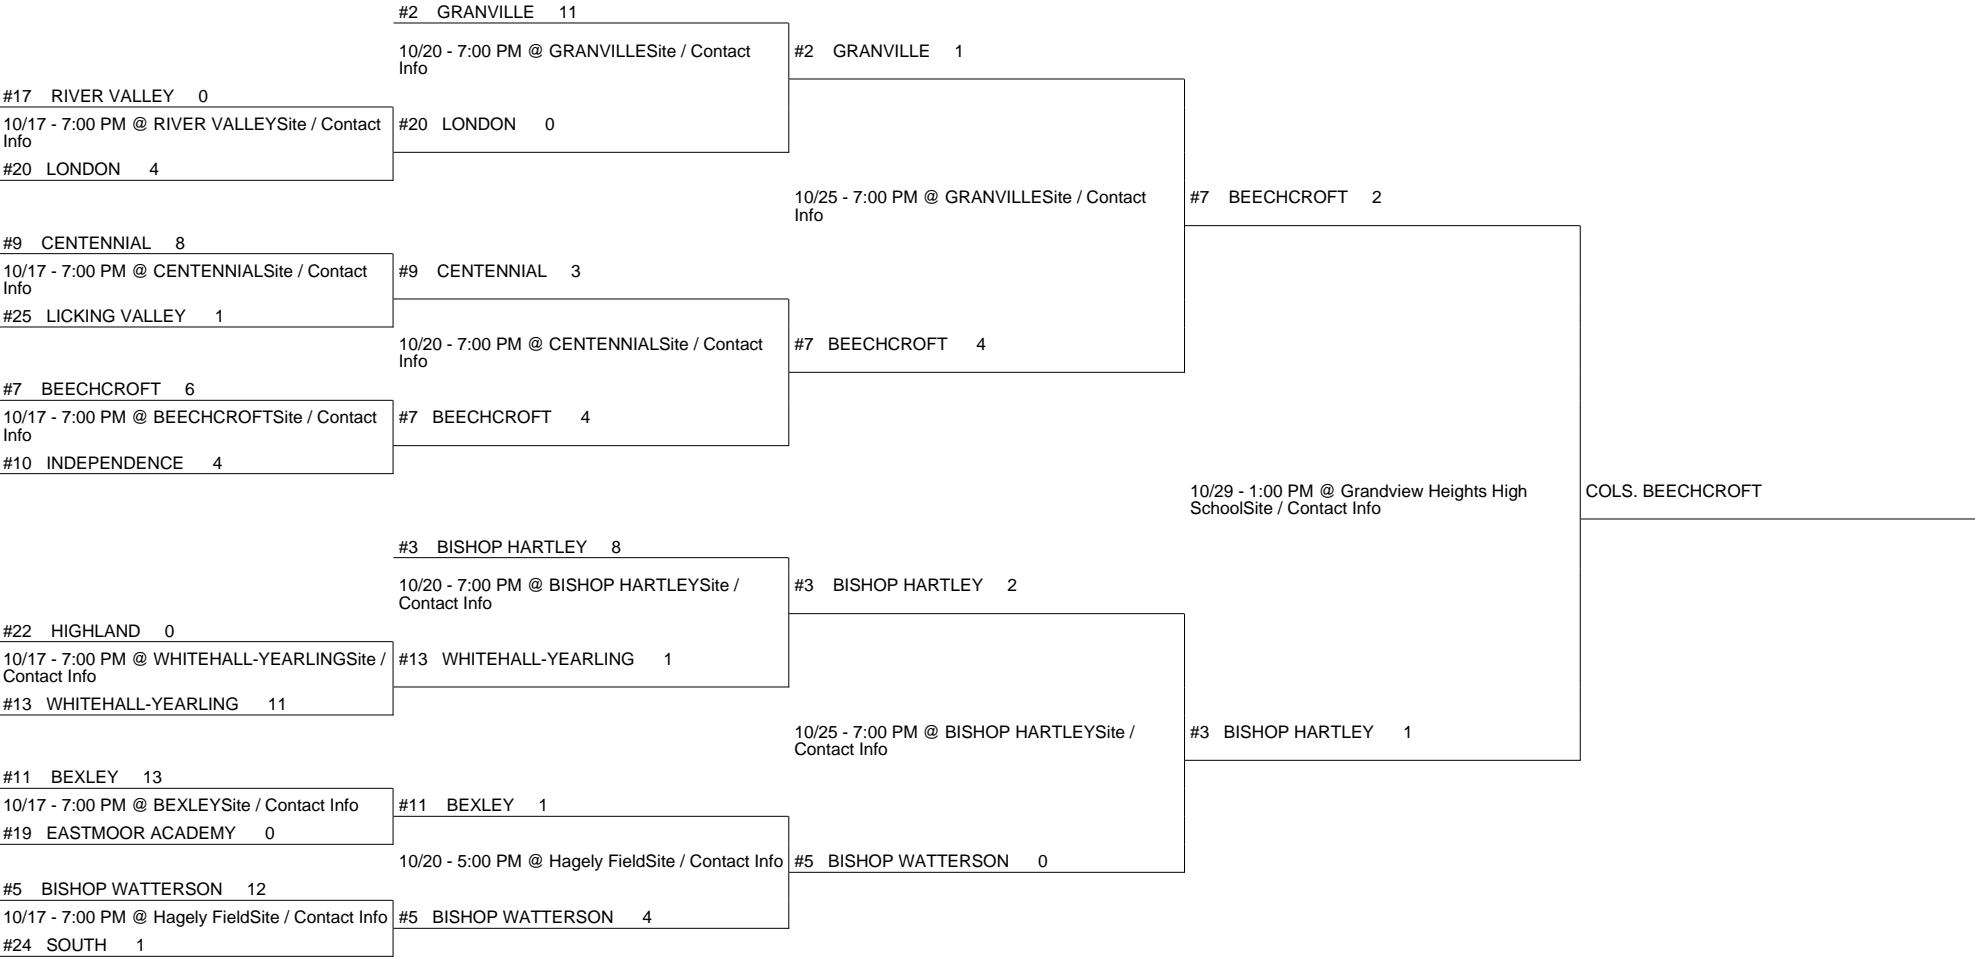 #2 GRANVILLE 11
10/20 - 7:00 PM @ GRANVILLESite / Contact
Info
#2 GRANVILLE 1
#17 RIVER VALLEY 0
10/17 - 7:00 PM @ RIVER VALLEYSite / Contact
Info
#20 LONDON 4
#20 LONDON 0
10/25 - 7:00 PM @ GRANVILLESite / Contact
Info
#7 BEECHCROFT 2
#9 CENTENNIAL 8
10/17 - 7:00 PM @ CENTENNIALSite / Contact
Info
#25 LICKING VALLEY 1
#9 CENTENNIAL 3
10/20 - 7:00 PM @ CENTENNIALSite / Contact
Info
#7 BEECHCROFT 4
#7 BEECHCROFT 6
10/17 - 7:00 PM @ BEECHCROFTSite / Contact
Info
#10 INDEPENDENCE 4
#7 BEECHCROFT 4
10/29 - 1:00 PM @ Grandview Heights High
SchoolSite / Contact Info
COLS. BEECHCROFT
#3 BISHOP HARTLEY 8
10/20 - 7:00 PM @ BISHOP HARTLEYSite /
Contact Info
#3 BISHOP HARTLEY 2
#22 HIGHLAND 0
10/17 - 7:00 PM @ WHITEHALL-YEARLINGSite /
Contact Info
#13 WHITEHALL-YEARLING 11
#13 WHITEHALL-YEARLING 1
10/25 - 7:00 PM @ BISHOP HARTLEYSite /
Contact Info
#3 BISHOP HARTLEY 1
#11 BEXLEY 13
10/17 - 7:00 PM @ BEXLEYSite / Contact Info
#19 EASTMOOR ACADEMY 0
#11 BEXLEY 1
10/20 - 5:00 PM @ Hagely FieldSite / Contact Info
#5 BISHOP WATTERSON 0
#5 BISHOP WATTERSON 12
10/17 - 7:00 PM @ Hagely FieldSite / Contact Info
#24 SOUTH 1
#5 BISHOP WATTERSON 4